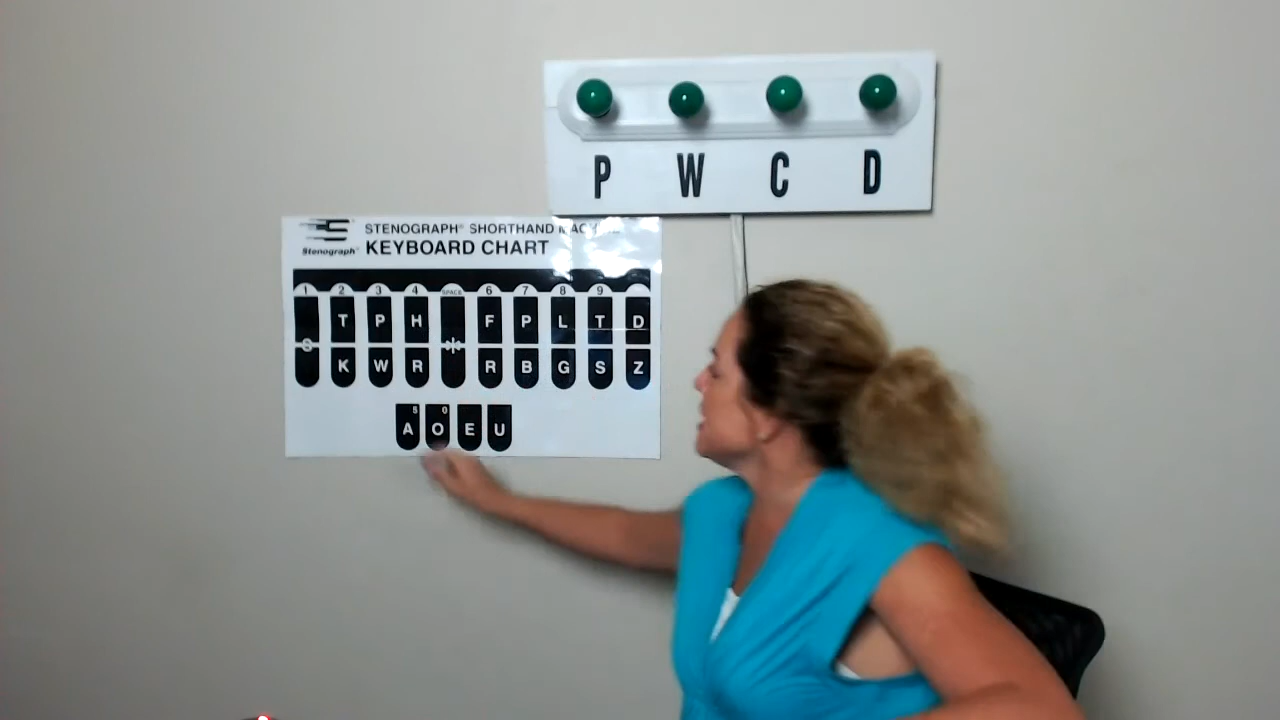 P W C D
STENOGRAPH® SHORTHAND
Stenograph®
KEYBOARD CHART
1 2 3 4 SPACE 6 7 8 9
T P H F P L T D
S *
K W R R B G S Z
5 0
A O E U